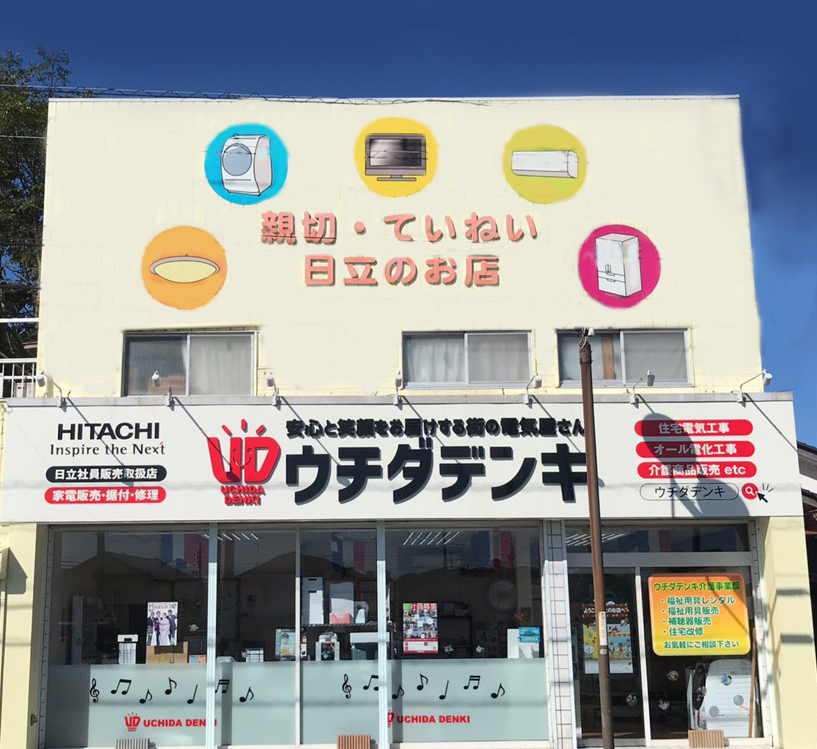 親切・ていねい
日立のお店
HITACHI
Inspire the Next
日立社員販売取扱店
家電販売・据付・修理
UD
UCHIDA
DENKI
安心と笑顔をお届けする街の電気屋さん
ウチダデンキ
住宅電気工事
オール電化工事
介護商品販売 etc
ウチダデンキ
ウチダデンキ介護事業部
・福祉用具レンタル
・福祉用具販売
・補聴器販売
・住宅改修
お気軽にご相談下さい
UCHIDA DENKI
UCHIDA DENKI